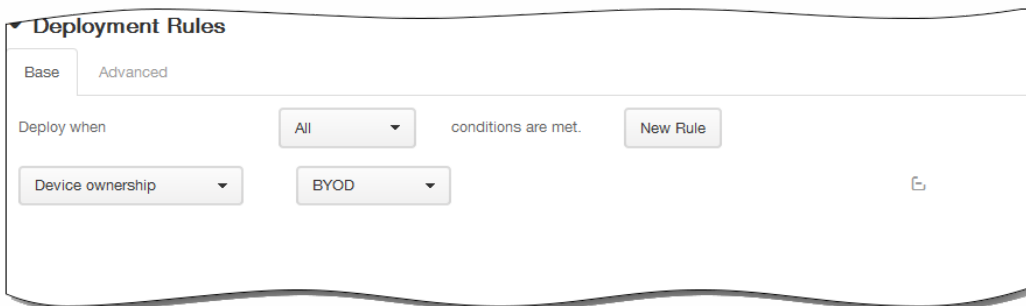 Deployment Rules
Base Advanced
Deploy when All conditions are met. New Rule
Device ownership BYOD